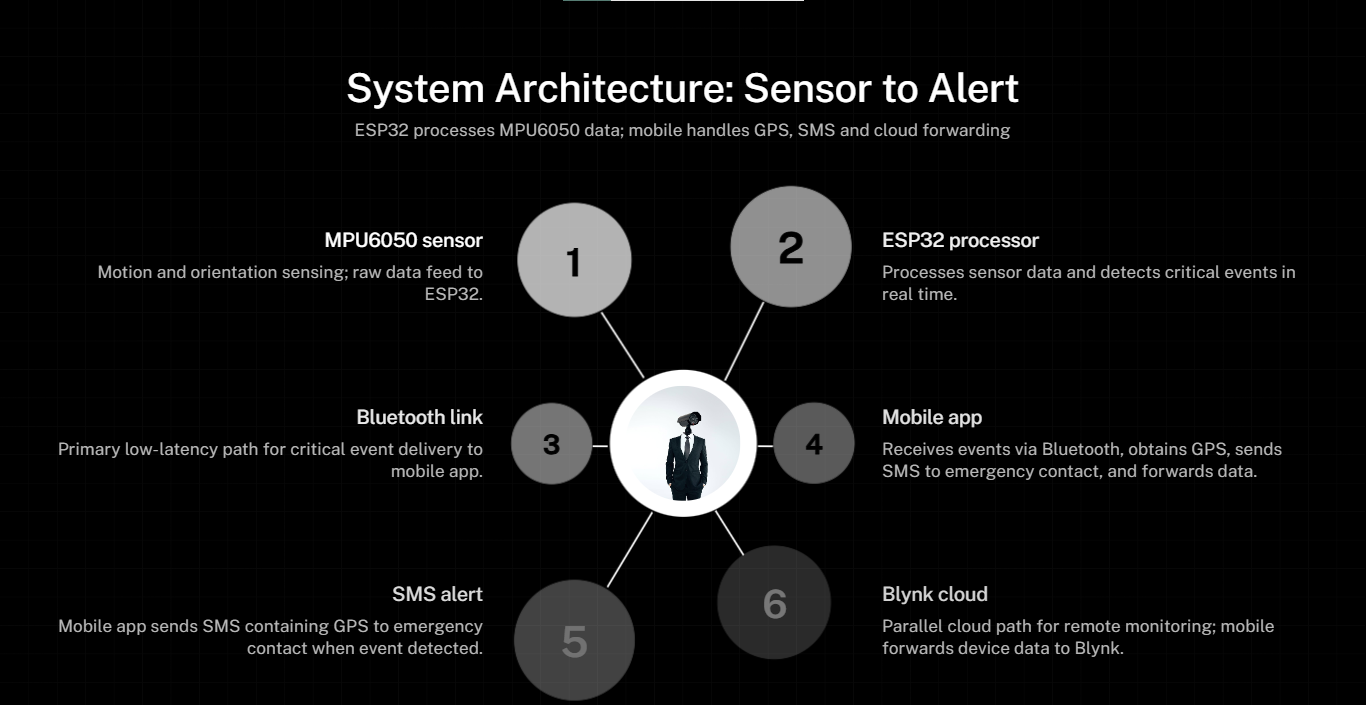 System Architecture: Sensor to Alert
ESP32 processes MPU6050 data; mobile handles GPS, SMS and cloud forwarding
MPU6050 sensor
Motion and orientation sensing; raw data feed to
ESP32.
1
2
ESP32 processor
Processes sensor data and detects critical events in
real time.
Bluetooth link
Primary low-latency path for critical event delivery to
mobile app.
3
4
Mobile app
Receives events via Bluetooth, obtains GPS, sends
SMS to emergency contact, and forwards data.
SMS alert
Mobile app sends SMS containing GPS to emergency
contact when event detected.
5
6
Blynk cloud
Parallel cloud path for remote monitoring; mobile
forwards device data to Blynk.